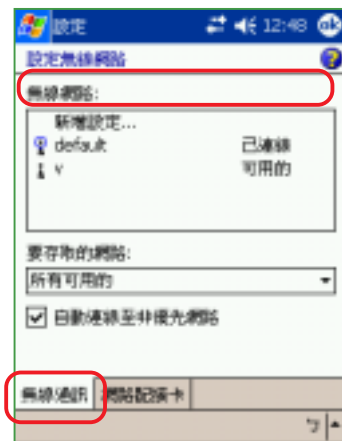 設定 12:48 ok
設定無線網路
無線網路:
新增設定...
default 已連線
v 可用的
要存取的網路:
所有可用的
自動連線至非優先網路
無線通訊 網路配接卡
ㄅ